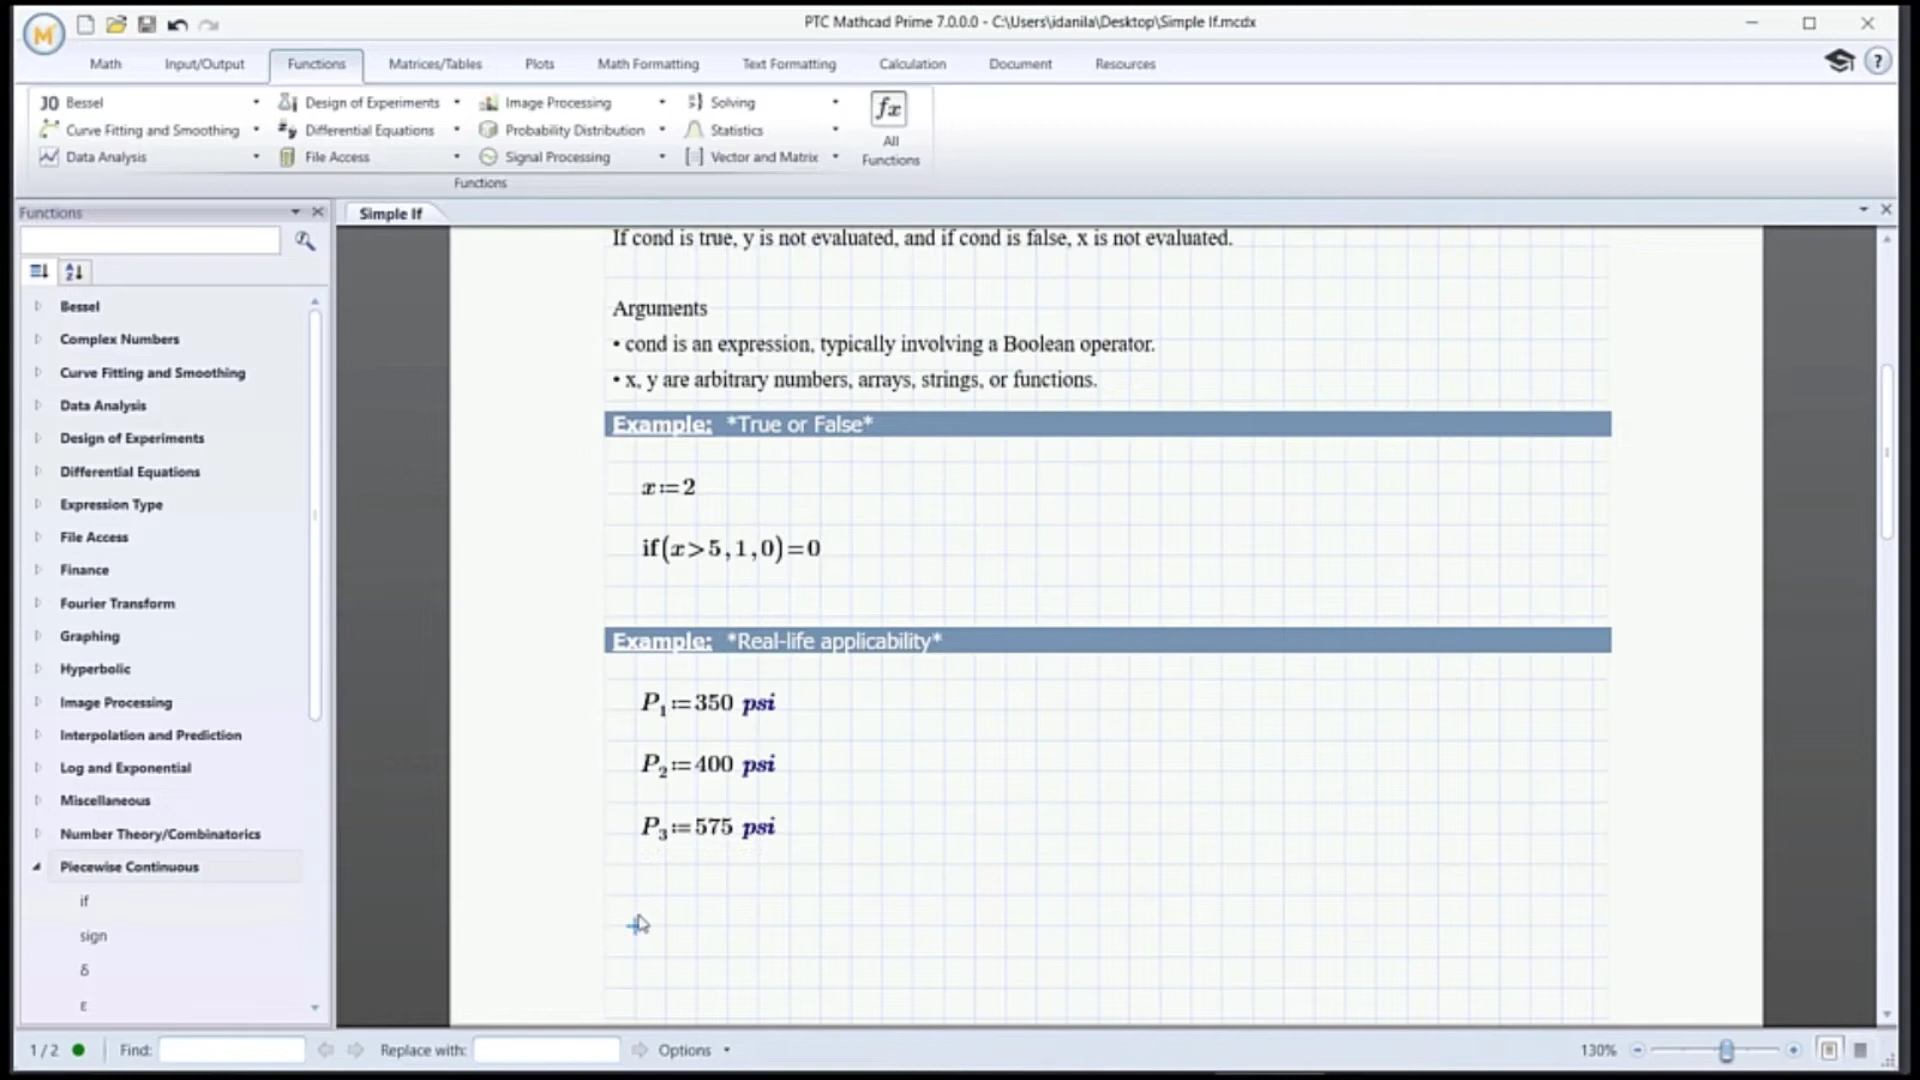 PTC Mathcad Prime 7.0.0.0 - C:\Users\idanila\Desktop\Simple If.mcdx
Math Input/Output Functions Matrices/Tables Plots Math Formatting Text Formatting Calculation Document Resources
Bessel Design of Experiments Image Processing Solving
Curve Fitting and Smoothing Differential Equations Probability Distribution Statistics
Data Analysis File Access Signal Processing Vector and Matrix
fx
All
Functions
Functions
Functions
Simple If
Bessel
Complex Numbers
Curve Fitting and Smoothing
Data Analysis
Design of Experiments
Differential Equations
Expression Type
File Access
Finance
Fourier Transform
Graphing
Hyperbolic
Image Processing
Interpolation and Prediction
Log and Exponential
Miscellaneous
Number Theory/Combinatorics
Piecewise Continuous
if
sign
δ
ε
If cond is true, y is not evaluated, and if cond is false, x is not evaluated.
Arguments
• cond is an expression, typically involving a Boolean operator.
• x, y are arbitrary numbers, arrays, strings, or functions.
Example: *True or False*
x:=2
if(x>5,1,0)=0
Example: *Real-life applicability*
P₁:=350 psi
P₂:=400 psi
P₃:=575 psi
1 / 2 Find: Replace with: Options 130%